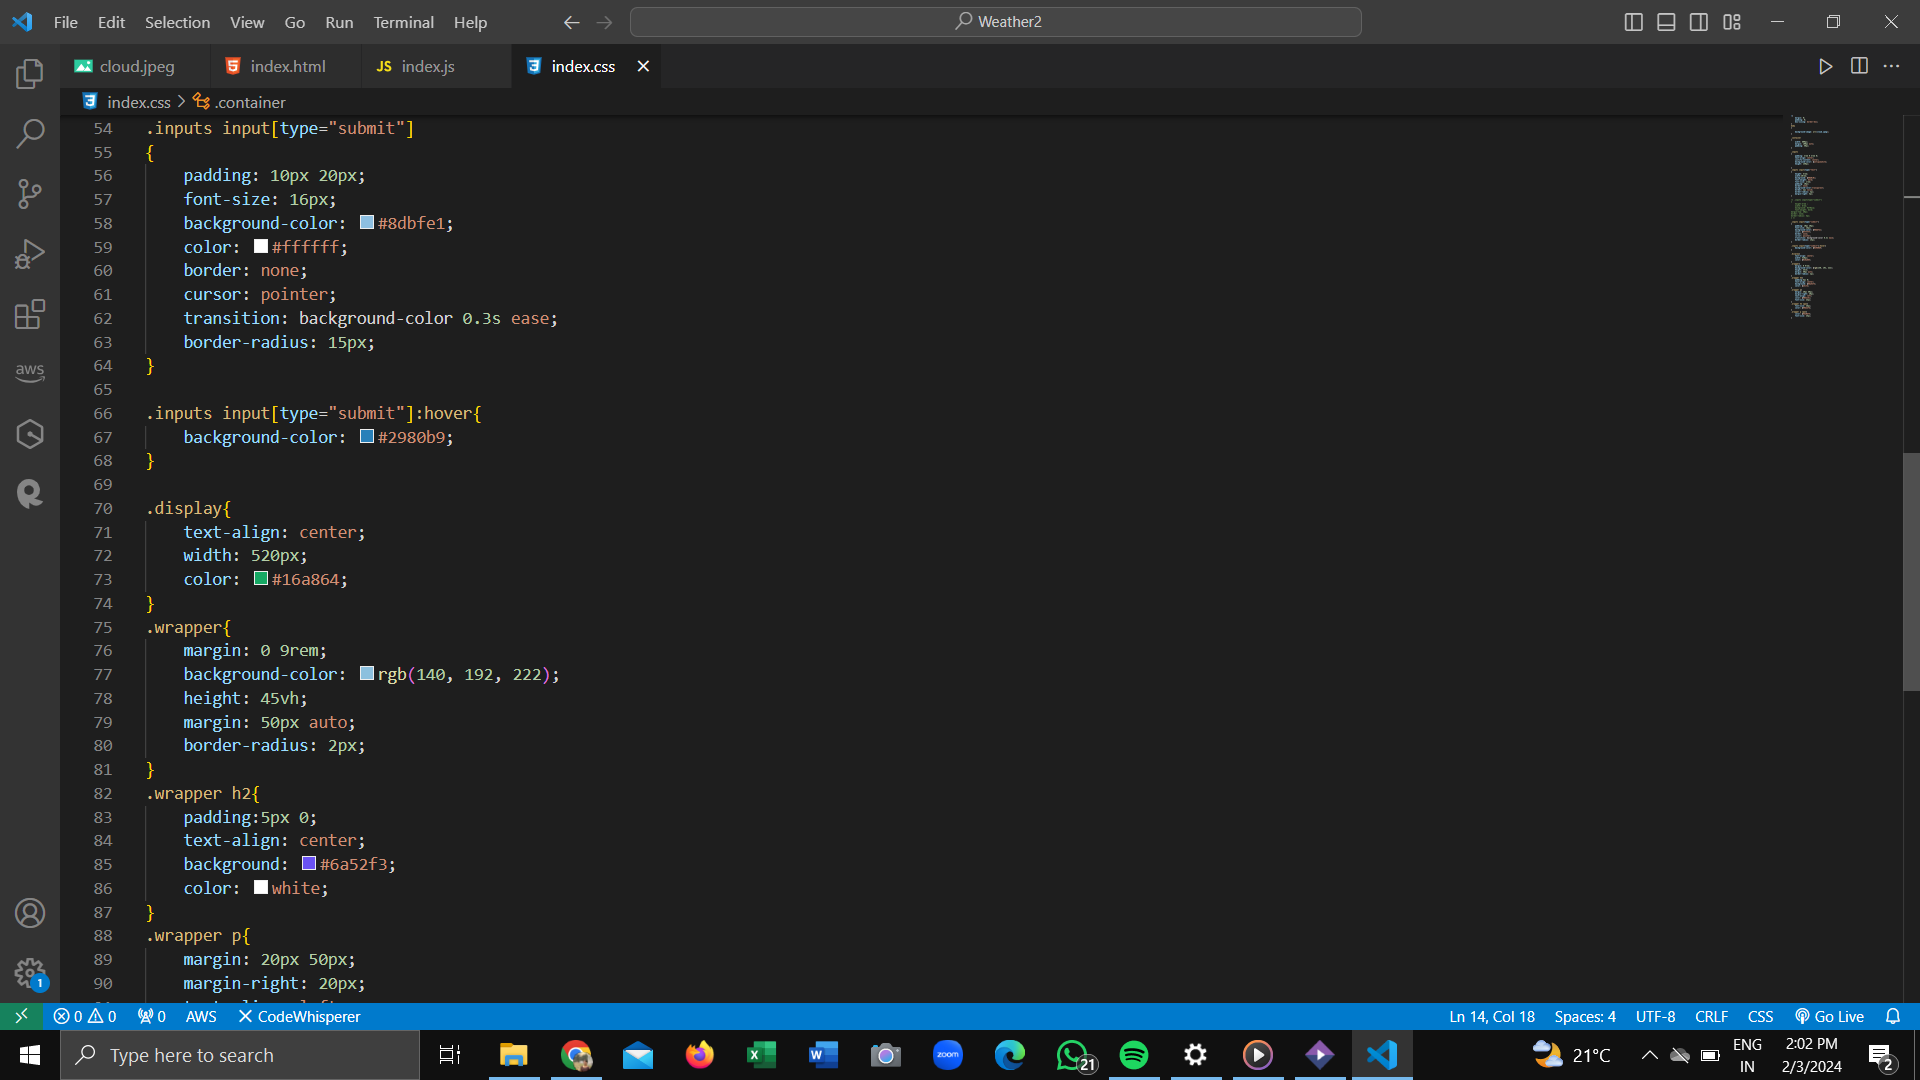 File Edit Selection View Go Run Terminal Help
Weather2
cloud.jpeg
index.html
JS index.js
index.css
index.css > .container
54 .inputs input[type="submit"]
55 {
56 padding: 10px 20px;
57 font-size: 16px;
58 background-color: #8dbfe1;
59 color: #ffffff;
60 border: none;
61 cursor: pointer;
62 transition: background-color 0.3s ease;
63 border-radius: 15px;
64 }
65
66 .inputs input[type="submit"]:hover{
67 background-color: #2980b9;
68 }
69
70 .display{
71 text-align: center;
72 width: 520px;
73 color: #16a864;
74 }
75 .wrapper{
76 margin: 0 9rem;
77 background-color: rgb(140, 192, 222);
78 height: 45vh;
79 margin: 50px auto;
80 border-radius: 2px;
81 }
82 .wrapper h2{
83 padding:5px 0;
84 text-align: center;
85 background: #6a52f3;
86 color: white;
87 }
88 .wrapper p{
89 margin: 20px 50px;
90 margin-right: 20px;
aws
1
0 0 0 AWS CodeWhisperer
Ln 14, Col 18 Spaces: 4 UTF-8 CRLF CSS Go Live
Type here to search
zoom
21
21°C
ENG
IN
2:02 PM
2/3/2024
2